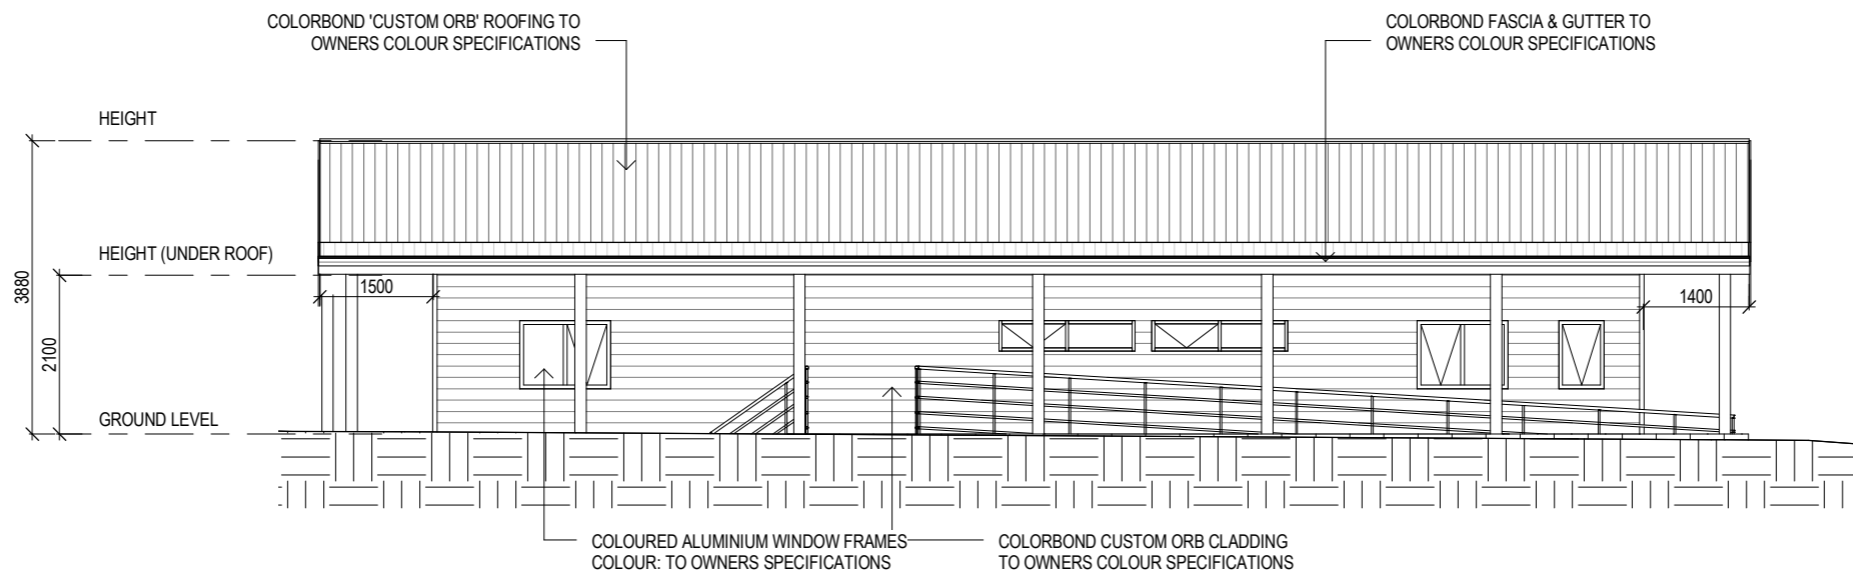 COLORBOND 'CUSTOM ORB' ROOFING TO
OWNERS COLOUR SPECIFICATIONS
COLORBOND FASCIA & GUTTER TO
OWNERS COLOUR SPECIFICATIONS
HEIGHT
HEIGHT (UNDER ROOF)
3880
2100
1500
1400
GROUND LEVEL
COLOURED ALUMINIUM WINDOW FRAMES
COLOUR: TO OWNERS SPECIFICATIONS
COLORBOND CUSTOM ORB CLADDING
TO OWNERS COLOUR SPECIFICATIONS